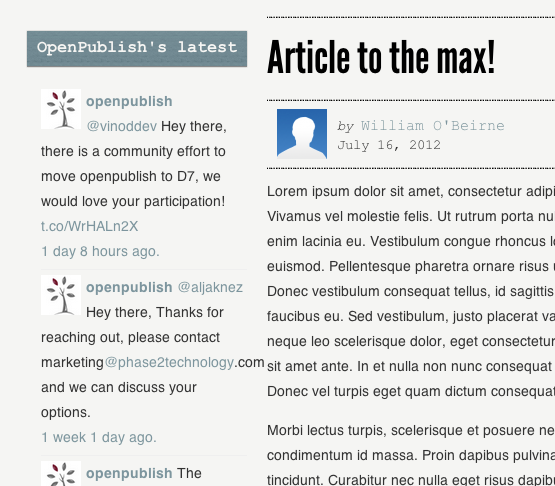 OpenPublish's latest
openpublish
@vinoddev Hey there,
there is a community effort to
move openpublish to D7, we
would love your participation!
t.co/WrHALn2X
1 day 8 hours ago.
openpublish @aljaknez
Hey there, Thanks for
reaching out, please contact
marketing@phase2technology.com
and we can discuss your
options.
1 week 1 day ago.
openpublish The
Article to the max!
by William O'Beirne
July 16, 2012
Lorem ipsum dolor sit amet, consectetur adipi
Vivamus vel molestie felis. Ut rutrum porta nu
enim lacinia eu. Vestibulum congue rhoncus l
euismod. Pellentesque pharetra ornare risus u
Donec vestibulum consequat tellus, id sagittis
faucibus eu. Sed vestibulum, justo placerat va
neque leo scelerisque dolor, eget consectetur
sit amet ante. In et nulla non nunc consequat
Donec vel turpis eget quam dictum consequat
Morbi lectus turpis, scelerisque et posuere ne
condimentum id massa. Proin dapibus pulvina
tincidunt. Curabitur nec nulla eget risus dapib